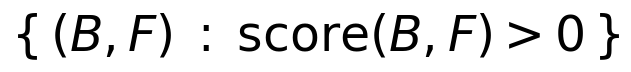 { (B, F) : score(B, F) > 0 }